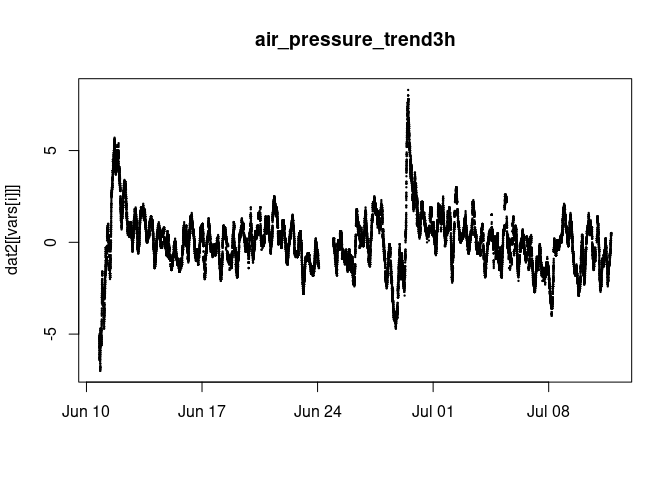 air_pressure_trend3h
dat2[[vars[i]]]
5
0
-5
Jun 10
Jun 17
Jun 24
Jul 01
Jul 08